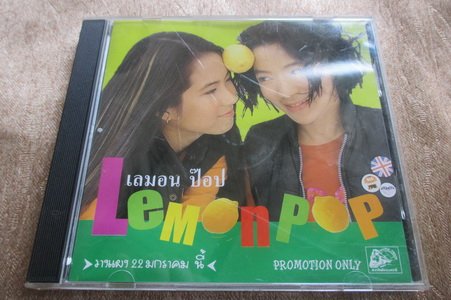 เลมอน ป๊อป
LemOn pOp
วางแผง 22 มกราคม นี้
PROMOTION ONLY